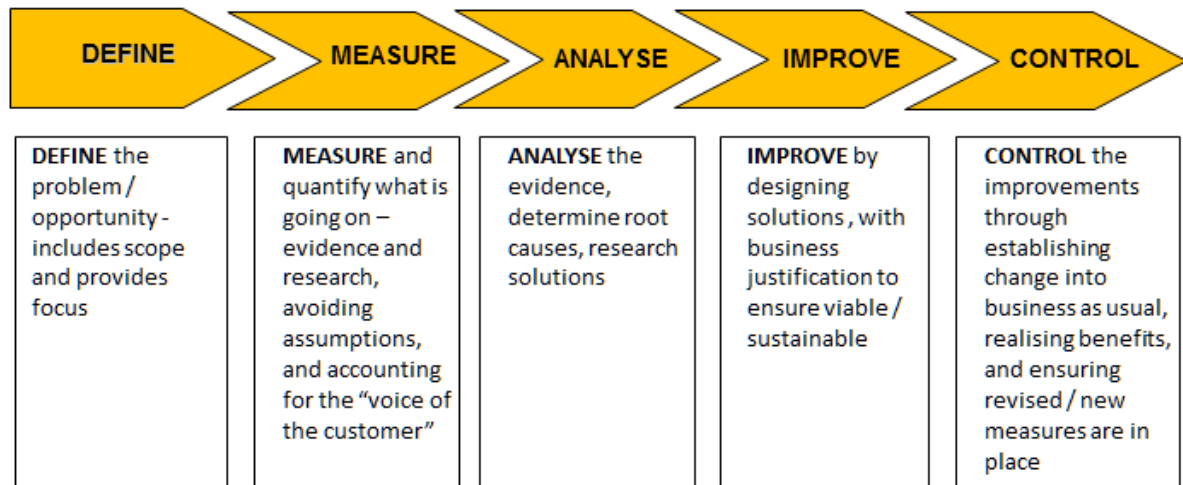 DEFINE
MEASURE
ANALYSE
IMPROVE
CONTROL
DEFINE the
problem /
opportunity -
includes scope
and provides
focus
MEASURE and
quantify what is
going on –
evidence and
research,
avoiding
assumptions,
and accounting
for the “voice of
the customer”
ANALYSE the
evidence,
determine root
causes, research
solutions
IMPROVE by
designing
solutions , with
business
justification to
ensure viable /
sustainable
CONTROL the
improvements
through
establishing
change into
business as usual,
realising benefits,
and ensuring
revised / new
measures are in
place